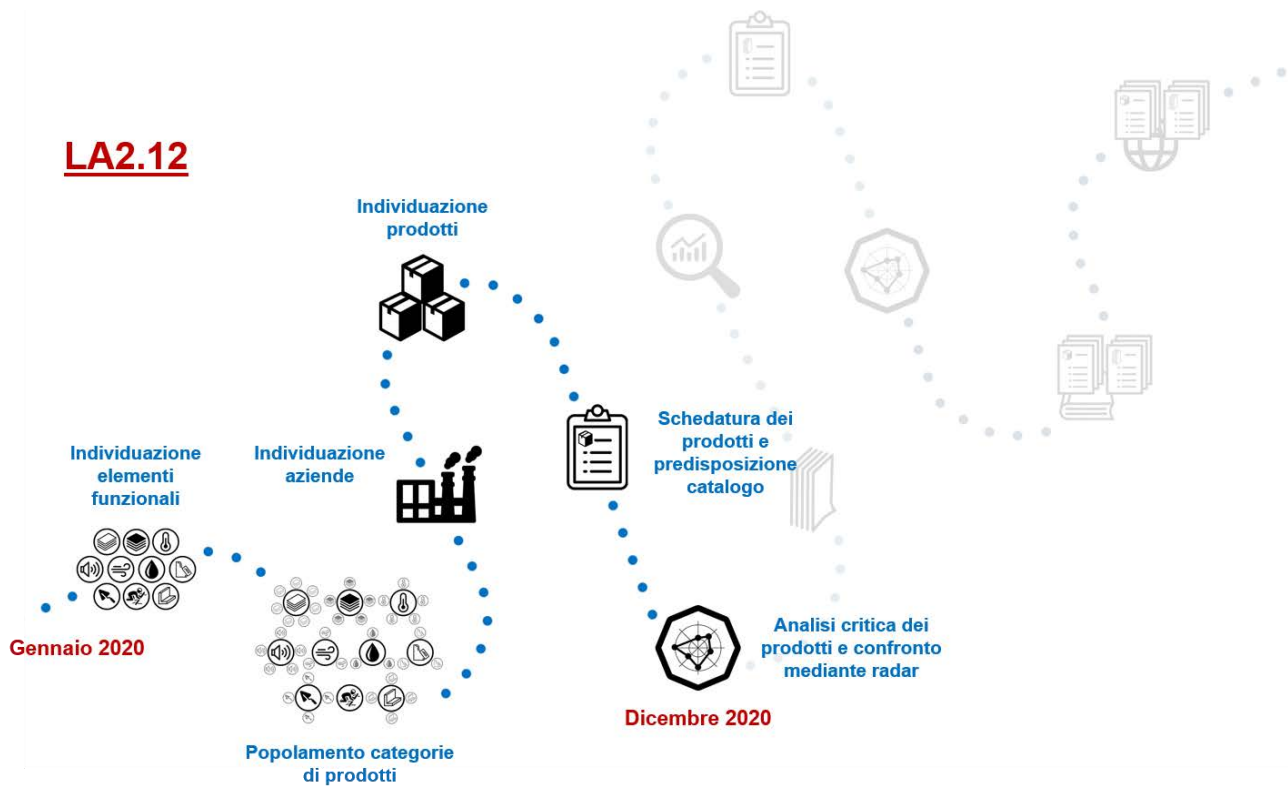 LA2.12
Individuazione
prodotti
Schedatura dei
prodotti e
predisposizione
catalogo
Individuazione
elementi
funzionali
Individuazione
aziende
Gennaio 2020
Analisi critica dei
prodotti e confronto
mediante radar
Dicembre 2020
Popolamento categorie
di prodotti